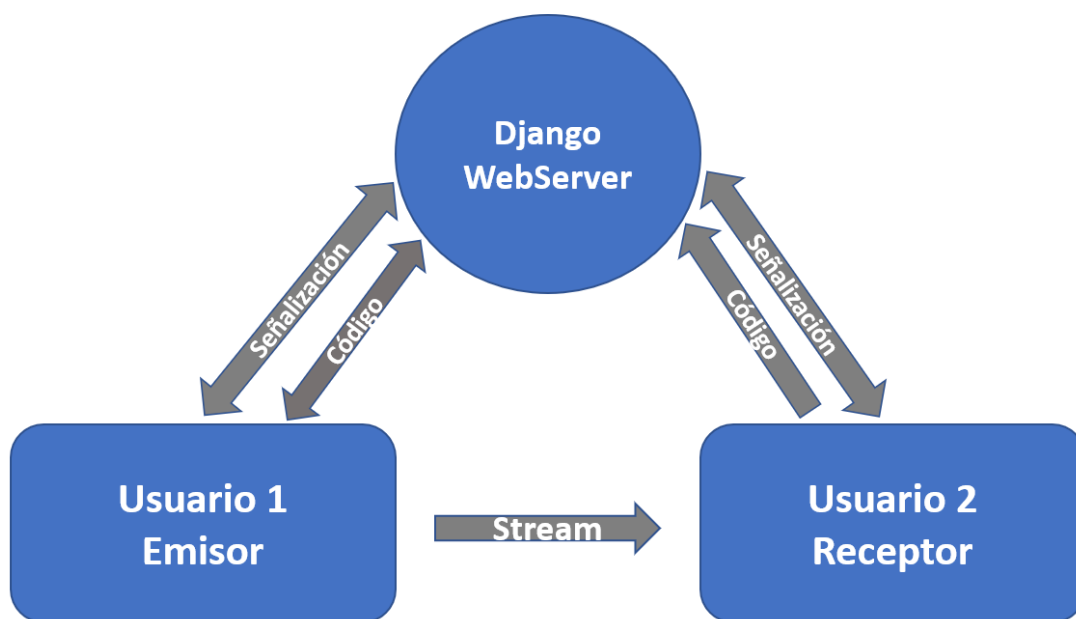 Django
WebServer
Señalización
Código
Código
Señalización
Usuario 1
Emisor
Stream
Usuario 2
Receptor